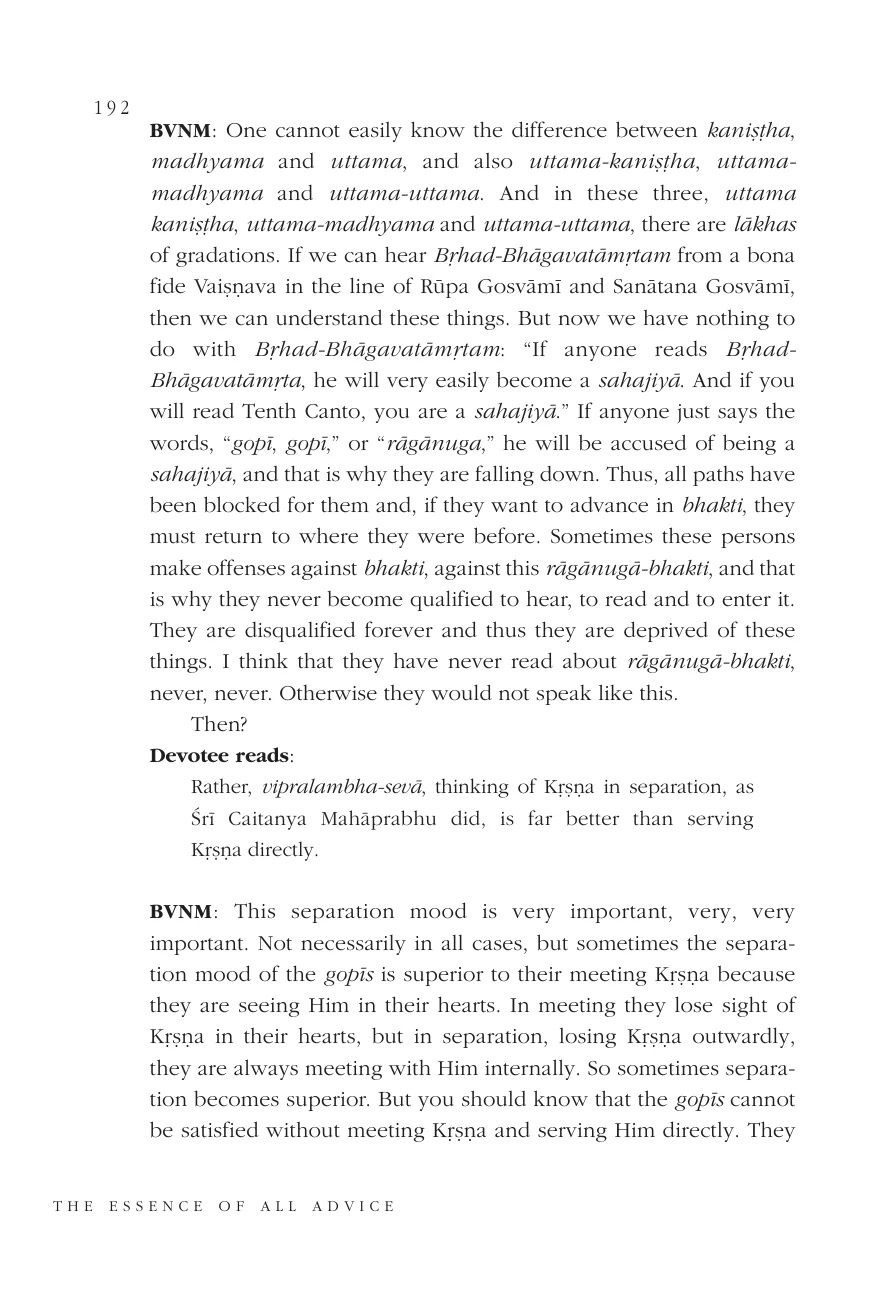 192
BVNM: One cannot easily know the difference between kaniṣṭha,
madhyama and uttama, and also uttama-kaniṣṭha, uttama-
madhyama and uttama-uttama. And in these three, uttama
kaniṣṭha, uttama-madhyama and uttama-uttama, there are lākhas
of gradations. If we can hear Bṛhad-Bhāgavatāmṛtam from a bona
fide Vaiṣṇava in the line of Rūpa Gosvāmī and Sanātana Gosvāmī,
then we can understand these things. But now we have nothing to
do with Bṛhad-Bhāgavatāmṛtam: “If anyone reads Bṛhad-
Bhāgavatāmṛta, he will very easily become a sahajiyā. And if you
will read Tenth Canto, you are a sahajiyā.” If anyone just says the
words, “gopī, gopī,” or “rāgānuga,” he will be accused of being a
sahajiyā, and that is why they are falling down. Thus, all paths have
been blocked for them and, if they want to advance in bhakti, they
must return to where they were before. Sometimes these persons
make offenses against bhakti, against this rāgānugā-bhakti, and that
is why they never become qualified to hear, to read and to enter it.
They are disqualified forever and thus they are deprived of these
things. I think that they have never read about rāgānugā-bhakti,
never, never. Otherwise they would not speak like this.
Then?
Devotee reads:
Rather, vipralambha-sevā, thinking of Kṛṣṇa in separation, as
Śrī Caitanya Mahāprabhu did, is far better than serving
Kṛṣṇa directly.
BVNM: This separation mood is very important, very, very
important. Not necessarily in all cases, but sometimes the separa-
tion mood of the gopīs is superior to their meeting Kṛṣṇa because
they are seeing Him in their hearts. In meeting they lose sight of
Kṛṣṇa in their hearts, but in separation, losing Kṛṣṇa outwardly,
they are always meeting with Him internally. So sometimes separa-
tion becomes superior. But you should know that the gopīs cannot
be satisfied without meeting Kṛṣṇa and serving Him directly. They
THE ESSENCE OF ALL ADVICE